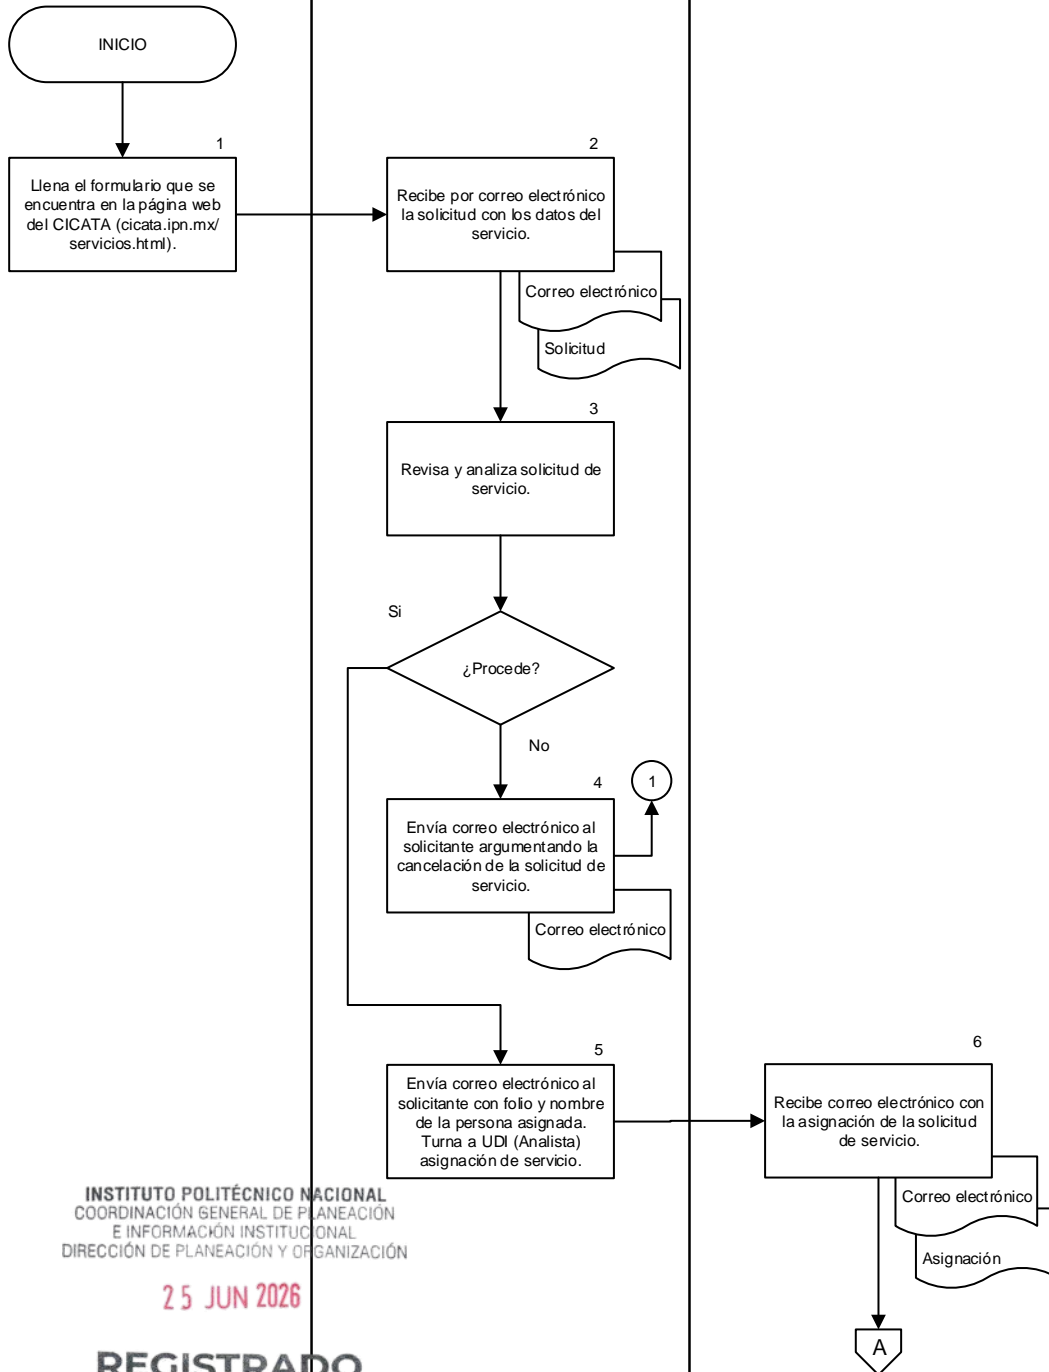 INICIO
1
Llena el formulario que se
encuentra en la página web
del CICATA (cicata.ipn.mx/
servicios.html).
2
Recibe por correo electrónico
la solicitud con los datos del
servicio.
Correo electrónico
Solicitud
3
Revisa y analiza solicitud de
servicio.
Si
¿Procede?
No
4
1
Envía correo electrónico al
solicitante argumentando la
cancelación de la solicitud de
servicio.
Correo electrónico
5
Envía correo electrónico al
solicitante con folio y nombre
de la persona asignada.
Turna a UDI (Analista)
asignación de servicio.
6
Recibe correo electrónico con
la asignación de la solicitud
de servicio.
Correo electrónico
Asignación
A
INSTITUTO POLITÉCNICO NACIONAL
COORDINACIÓN GENERAL DE PLANEACIÓN
E INFORMACIÓN INSTITUCIONAL
DIRECCIÓN DE PLANEACIÓN Y ORGANIZACIÓN
25 JUN 2026
REGISTRADO